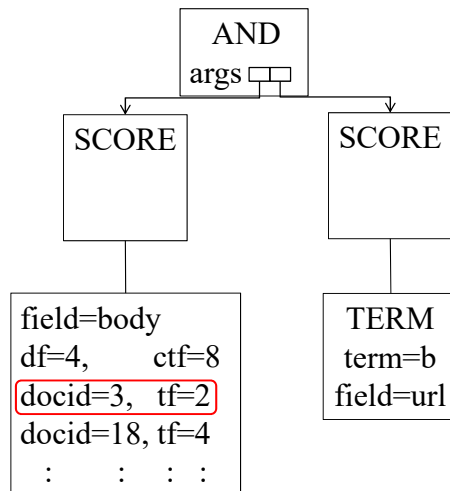 AND
args
SCORE
SCORE
field=body
df=4, ctf=8
docid=3, tf=2
docid=18, tf=4
: : : :
TERM
term=b
field=url